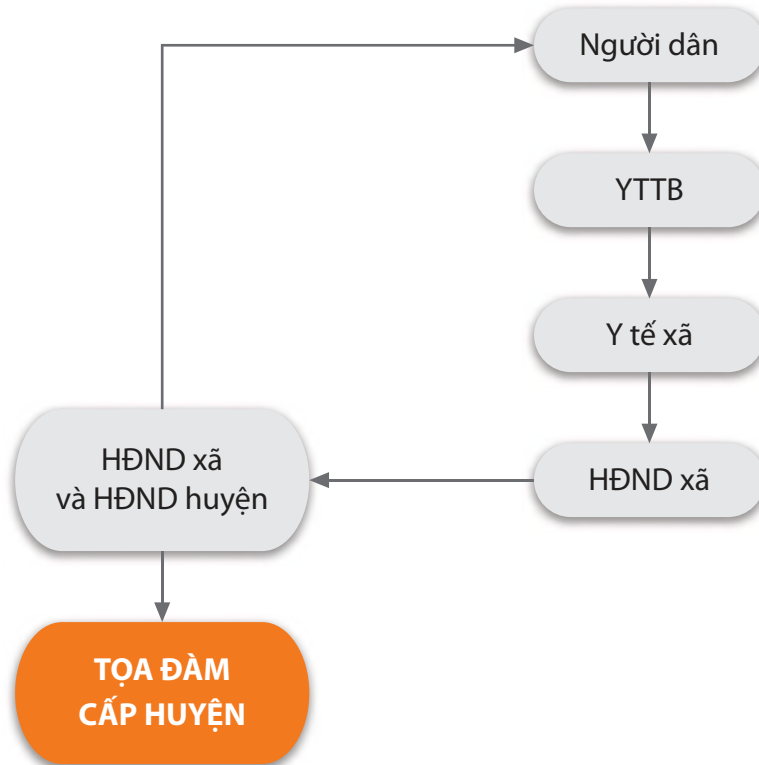 Người dân
YTTB
Y tế xã
HĐND xã
và HĐND huyện
HĐND xã
TỌA ĐÀM
CẤP HUYỆN